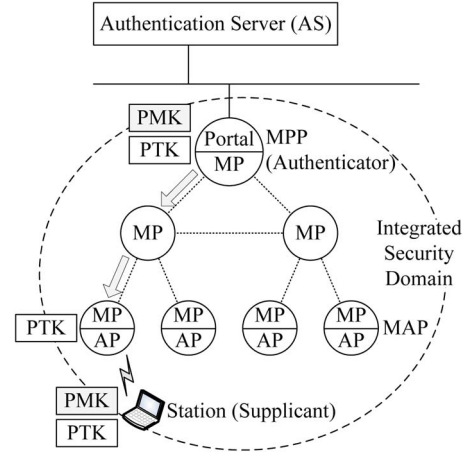 Authentication Server (AS)
PMK
PTK
Portal
MP
MPP
(Authenticator)
MP
MP
Integrated
Security
Domain
PTK
MP
AP
MP
AP
MP
AP
MP
AP
MAP
PMK
PTK
Station (Supplicant)